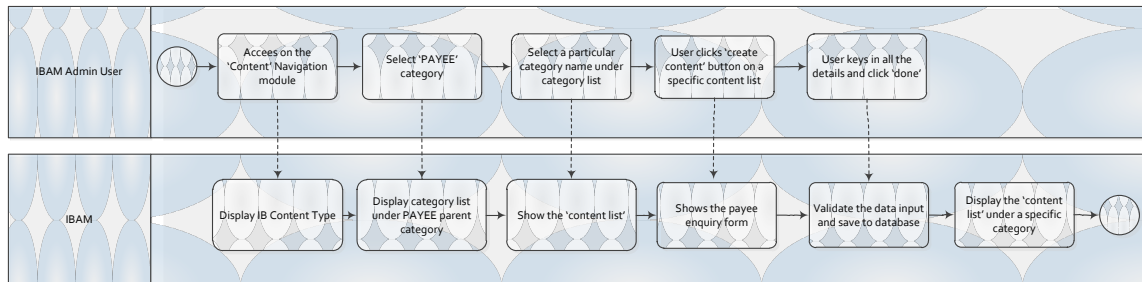 IBAM Admin User
Accees on the
'Content' Navigation
module
Select 'PAYEE'
category
Select a particular
category name under
category list
User clicks 'create
content' button on a
specific content list
User keys in all the
details and click 'done'
IBAM
Display IB Content Type
Display category list
under PAYEE parent
category
Show the 'content list'
Shows the payee
enquiry form
Validate the data input
and save to database
Display the 'content
list' under a specific
category